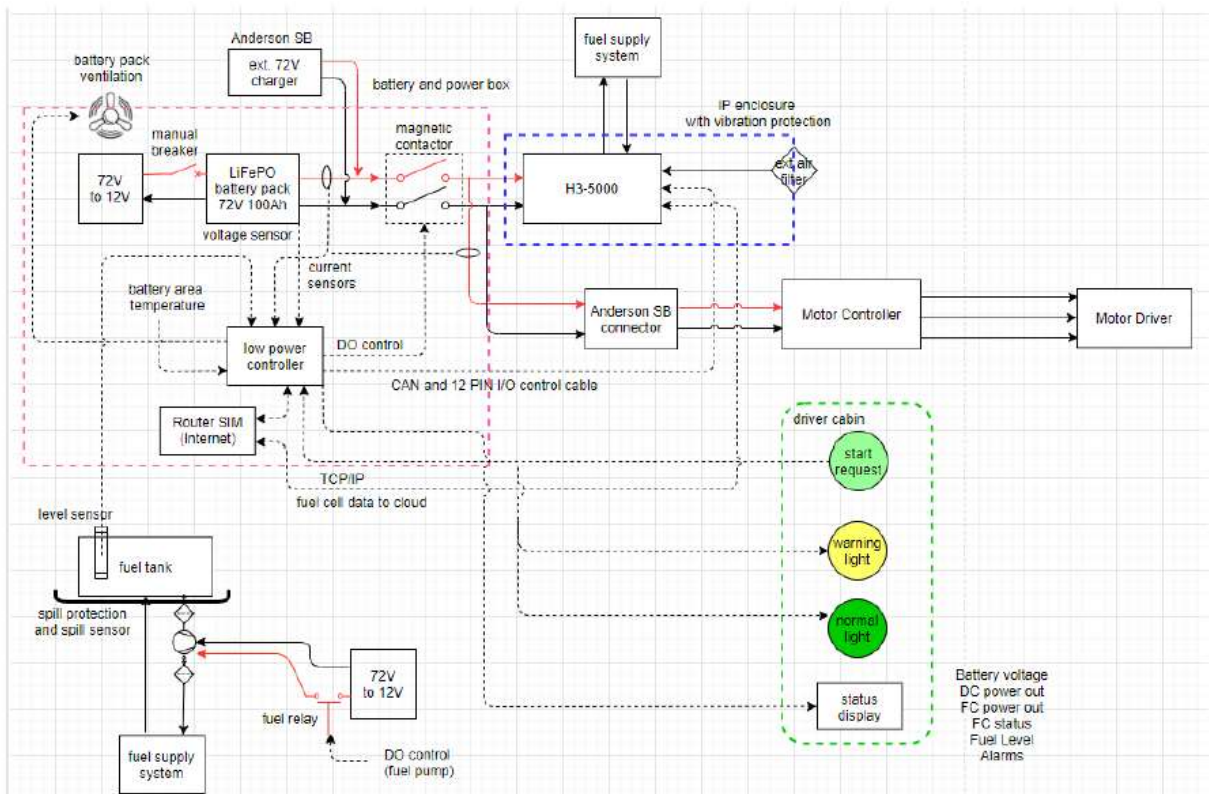 Anderson SB
ext. 72V
charger
battery pack
ventilation
fuel supply
system
battery and power box
IP enclosure
with vibration protection
manual
breaker
magnetic
contactor
72V
to 12V
LiFePO
battery pack
72V 100Ah
H3-5000
ext air
filter
voltage sensor
current
sensors
battery area
temperature
Anderson SB
connector
Motor Controller
Motor Driver
low power
controller
DO control
CAN and 12 PIN I/O control cable
Router SIM
(Internet)
driver cabin
start
request
TCP/IP
fuel cell data to cloud
level sensor
fuel tank
warning
light
spill protection
and spill sensor
normal
light
72V
to 12V
fuel relay
status
display
Battery voltage
DC power out
FC power out
FC status
Fuel Level
Alarms
fuel supply
system
DO control
(fuel pump)